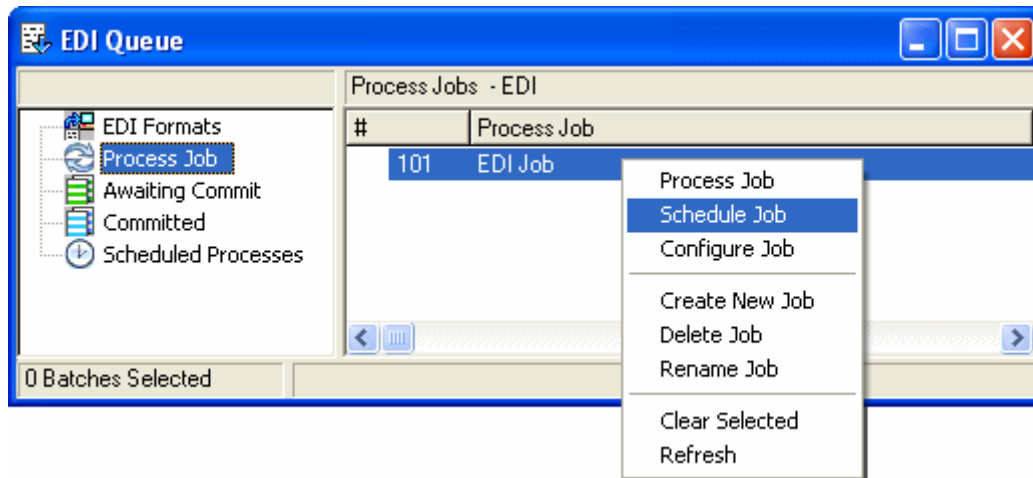 EDI Queue
Process Jobs - EDI
EDI Formats
Process Job
Awaiting Commit
Committed
Scheduled Processes
# Process Job
101 EDI Job
Process Job
Schedule Job
Configure Job
Create New Job
Delete Job
Rename Job
Clear Selected
Refresh
0 Batches Selected